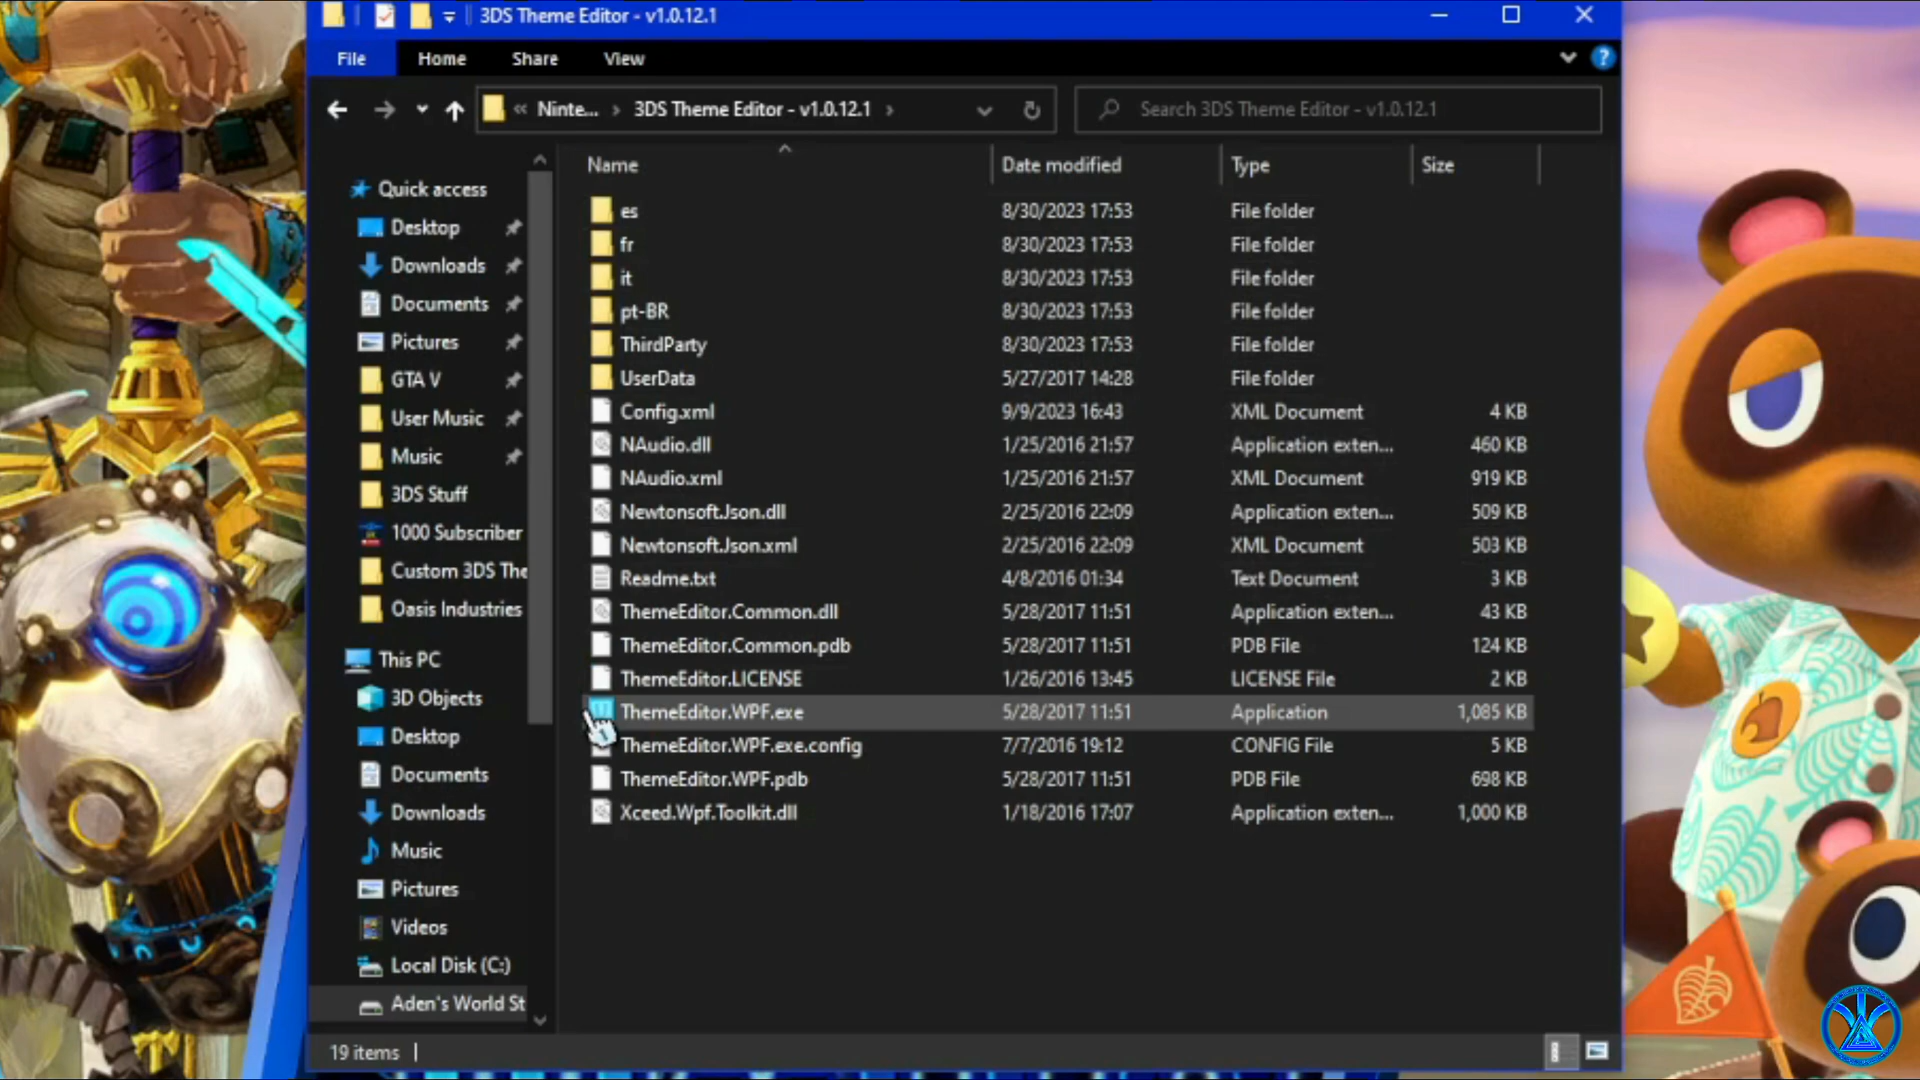 3DS Theme Editor - v1.0.12.1
File Home Share View
« Ninte... › 3DS Theme Editor - v1.0.12.1 › Search 3DS Theme Editor - v1.0.12.1
Name Date modified Type Size
Quick access
Desktop
Downloads
Documents
Pictures
GTA V
User Music
Music
3DS Stuff
1000 Subscriber
Custom 3DS The
Oasis Industries
This PC
3D Objects
Desktop
Documents
Downloads
Music
Pictures
Videos
Local Disk (C:)
Aden's World St
es 8/30/2023 17:53 File folder
fr 8/30/2023 17:53 File folder
it 8/30/2023 17:53 File folder
pt-BR 8/30/2023 17:53 File folder
ThirdParty 8/30/2023 17:53 File folder
UserData 5/27/2017 14:28 File folder
Config.xml 9/9/2023 16:43 XML Document 4 KB
NAudio.dll 1/25/2016 21:57 Application exten... 460 KB
NAudio.xml 1/25/2016 21:57 XML Document 919 KB
Newtonsoft.Json.dll 2/25/2016 22:09 Application exten... 509 KB
Newtonsoft.Json.xml 2/25/2016 22:09 XML Document 503 KB
Readme.txt 4/8/2016 01:34 Text Document 3 KB
ThemeEditor.Common.dll 5/28/2017 11:51 Application exten... 43 KB
ThemeEditor.Common.pdb 5/28/2017 11:51 PDB File 124 KB
ThemeEditor.LICENSE 1/26/2016 13:45 LICENSE File 2 KB
ThemeEditor.WPF.exe 5/28/2017 11:51 Application 1,085 KB
ThemeEditor.WPF.exe.config 7/7/2016 19:12 CONFIG File 5 KB
ThemeEditor.WPF.pdb 5/28/2017 11:51 PDB File 698 KB
Xceed.Wpf.Toolkit.dll 1/18/2016 17:07 Application exten... 1,000 KB
19 items